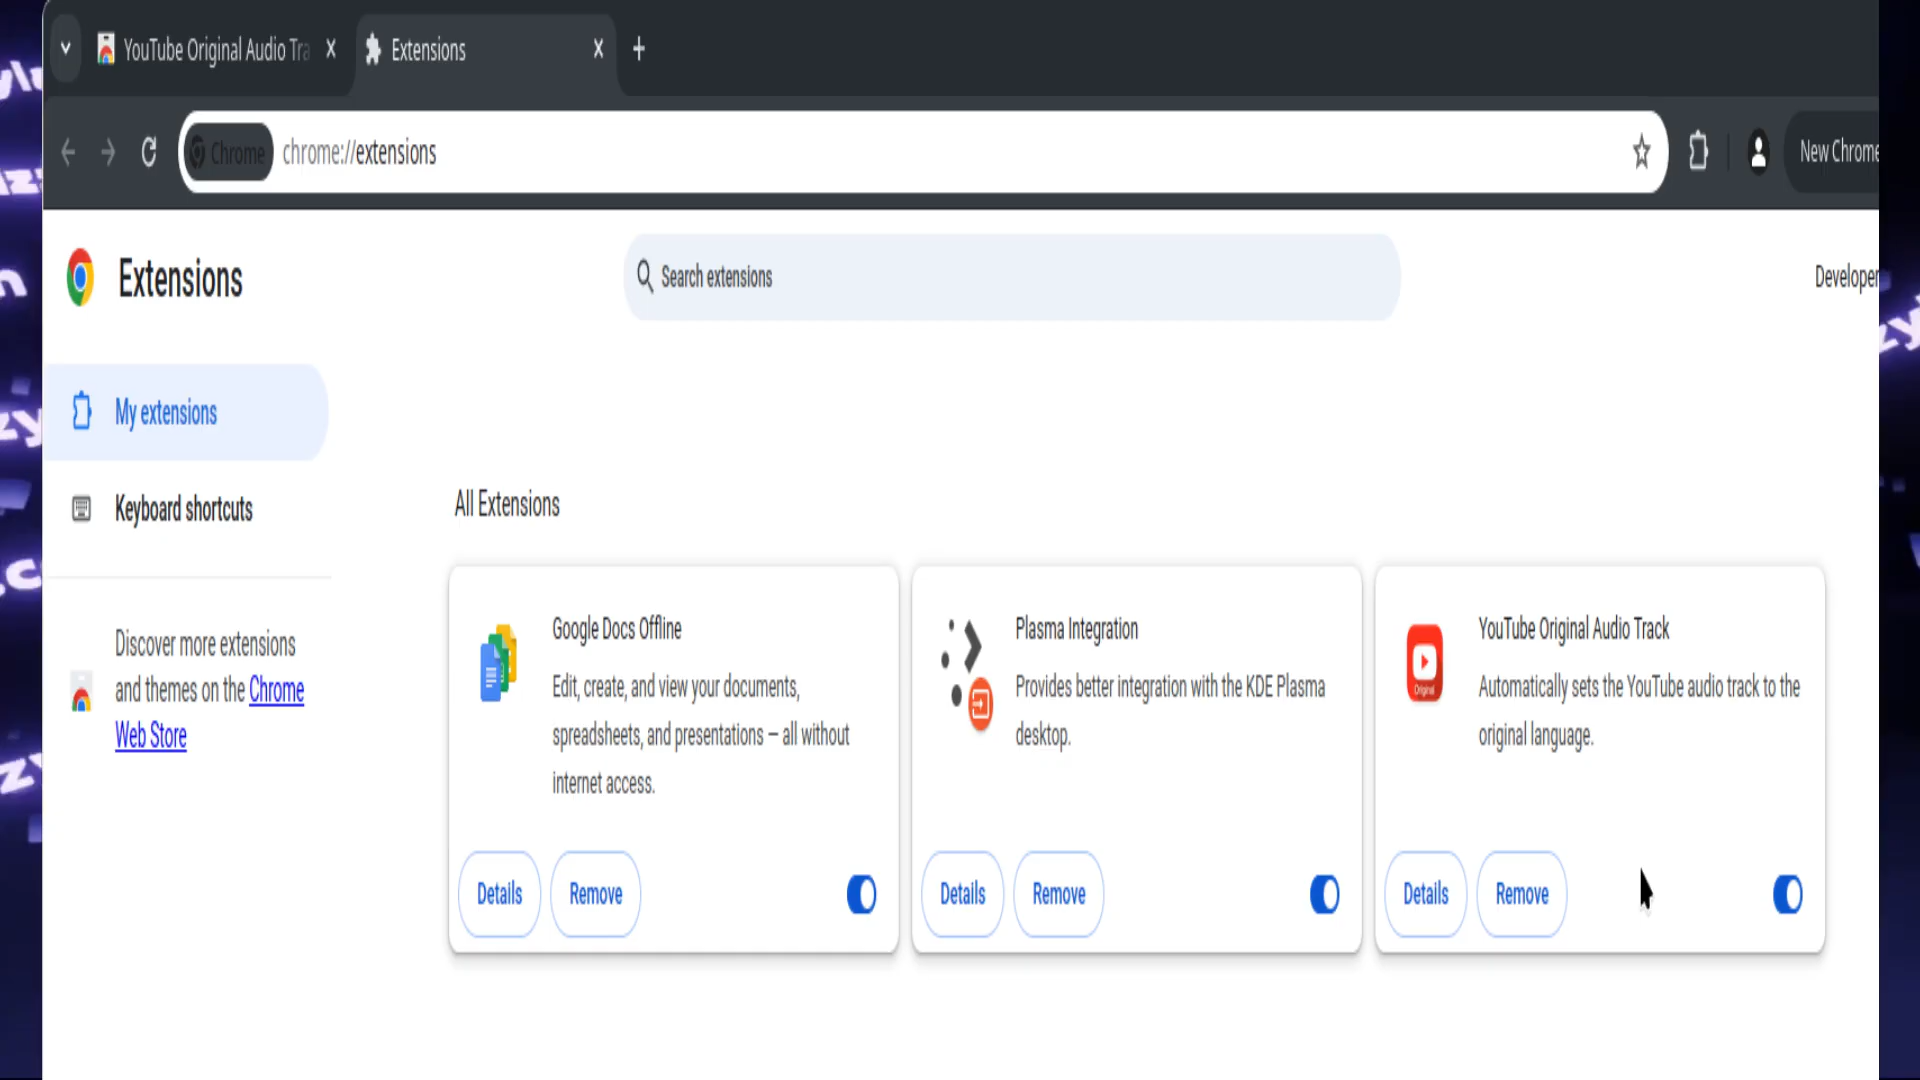 YouTube Original Audio Tra
Extensions
Chrome
chrome://extensions
New Chrome
Extensions
Search extensions
Developer
My extensions
Keyboard shortcuts
Discover more extensions
and themes on the Chrome
Web Store
All Extensions
Google Docs Offline
Edit, create, and view your documents,
spreadsheets, and presentations — all without
internet access.
Details
Remove
Plasma Integration
Provides better integration with the KDE Plasma
desktop.
Details
Remove
YouTube Original Audio Track
Automatically sets the YouTube audio track to the
original language.
Details
Remove
Original